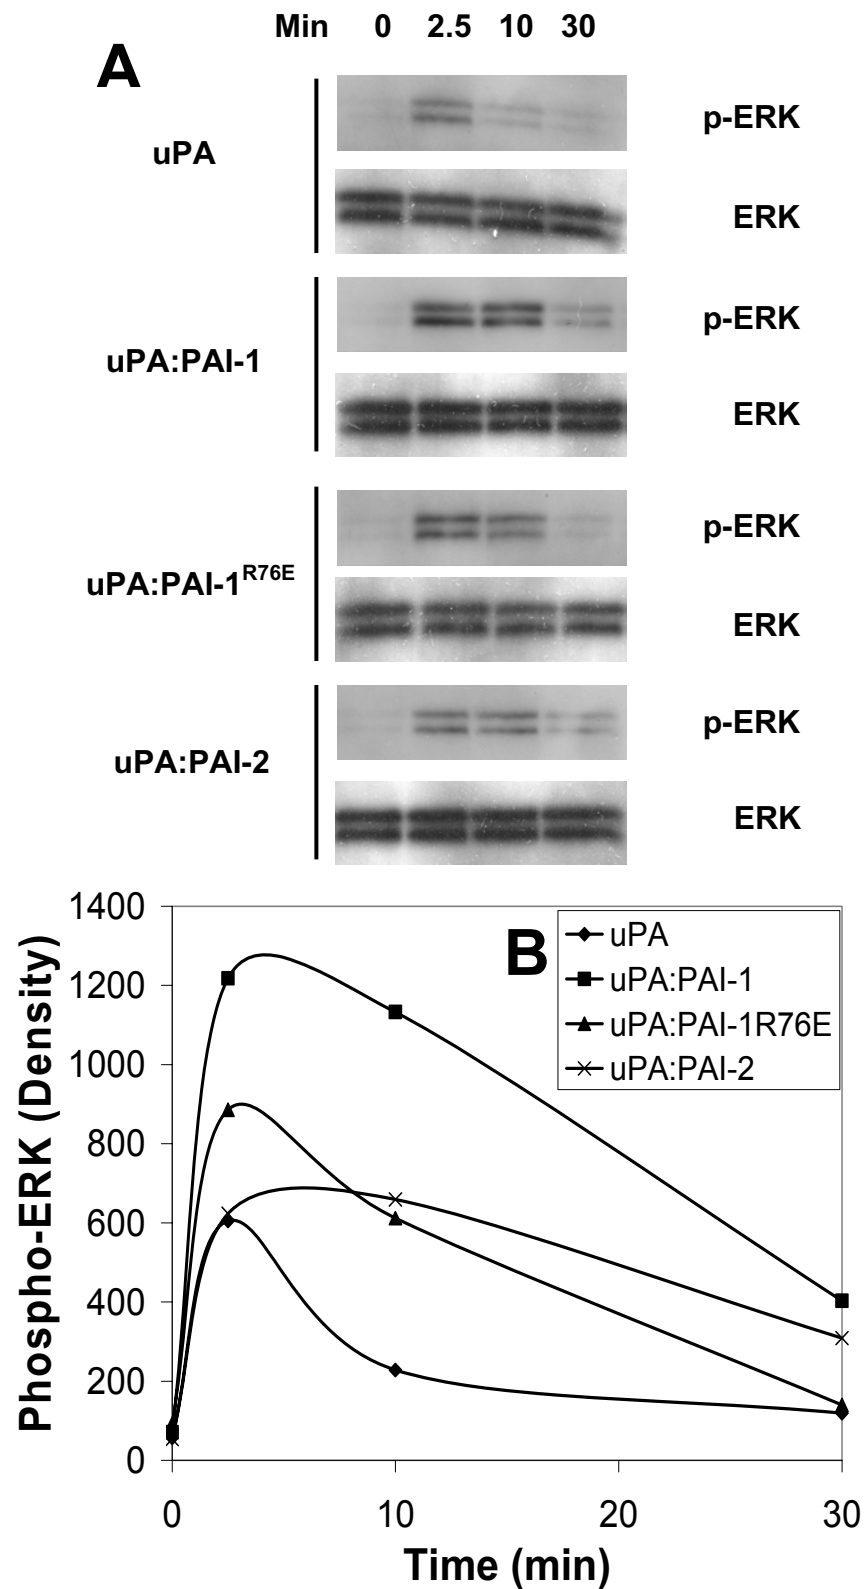 Min 0 2.5 10 30
A
uPA
p-ERK
ERK
uPA:PAI-1
p-ERK
ERK
uPA:PAI-1R76E
p-ERK
ERK
uPA:PAI-2
p-ERK
ERK
B
Phospho-ERK (Density)
1400
1200
1000
800
600
400
200
0
uPA
uPA:PAI-1
uPA:PAI-1R76E
uPA:PAI-2
0 10 20 30
Time (min)